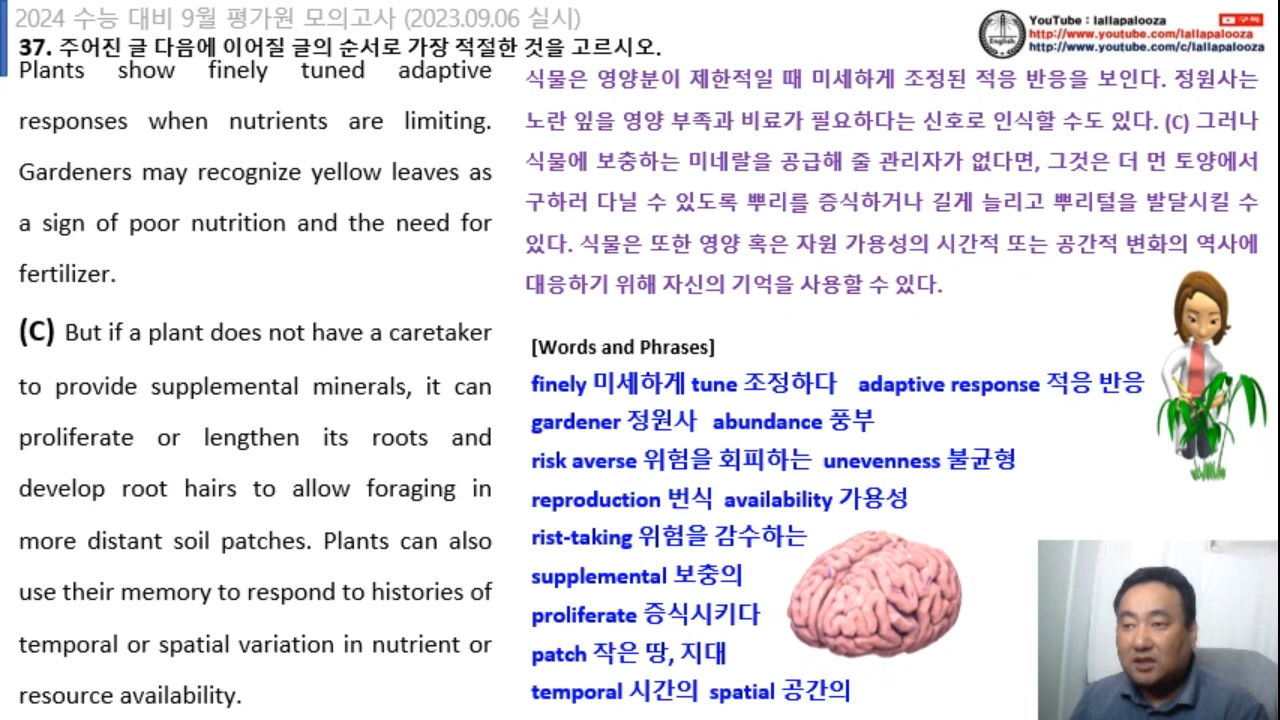 2024 수능 대비 9월 평가원 모의고사 (2023.09.06 실시)
37. 주어진 글 다음에 이어질 글의 순서로 가장 적절한 것을 고르시오.
YouTube : lallapalooza
구독
http://www.youtube.com/lallapalooza
http://www.youtube.com/c/lallapalooza
English
Plants show finely tuned adaptive
responses when nutrients are limiting.
Gardeners may recognize yellow leaves as
a sign of poor nutrition and the need for
fertilizer.
(C) But if a plant does not have a caretaker
to provide supplemental minerals, it can
proliferate or lengthen its roots and
develop root hairs to allow foraging in
more distant soil patches. Plants can also
use their memory to respond to histories of
temporal or spatial variation in nutrient or
resource availability.
식물은 영양분이 제한적일 때 미세하게 조정된 적응 반응을 보인다. 정원사는
노란 잎을 영양 부족과 비료가 필요하다는 신호로 인식할 수도 있다. (C) 그러나
식물에 보충하는 미네랄을 공급해 줄 관리자가 없다면, 그것은 더 먼 토양에서
구하러 다닐 수 있도록 뿌리를 증식하거나 길게 늘리고 뿌리털을 발달시킬 수
있다. 식물은 또한 영양 혹은 자원 가용성의 시간적 또는 공간적 변화의 역사에
대응하기 위해 자신의 기억을 사용할 수 있다.
[Words and Phrases]
finely 미세하게 tune 조정하다 adaptive response 적응 반응
gardener 정원사 abundance 풍부
risk averse 위험을 회피하는 unevenness 불균형
reproduction 번식 availability 가용성
rist-taking 위험을 감수하는
supplemental 보충의
proliferate 증식시키다
patch 작은 땅, 지대
temporal 시간의 spatial 공간의